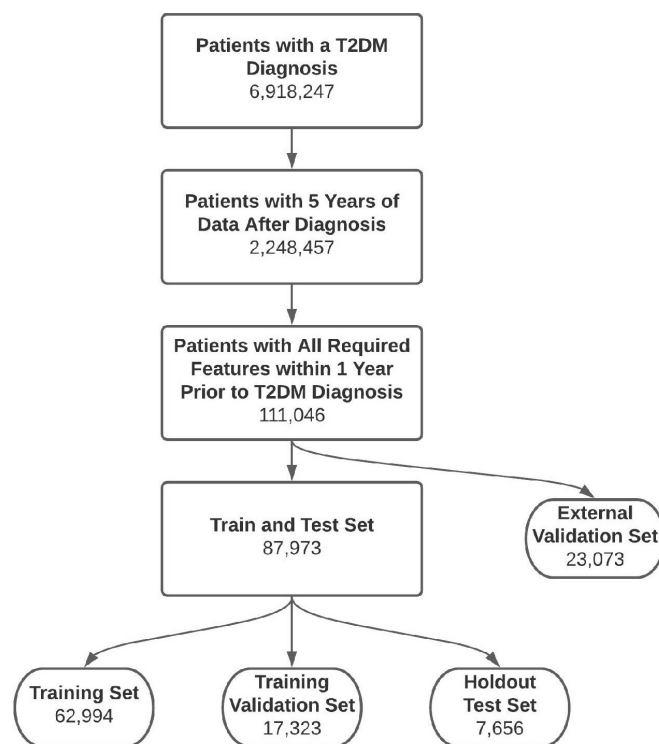 Patients with a T2DM
Diagnosis
6,918,247
Patients with 5 Years of
Data After Diagnosis
2,248,457
Patients with All Required
Features within 1 Year
Prior to T2DM Diagnosis
111,046
Train and Test Set
87,973
External
Validation Set
23,073
Training Set
62,994
Training
Validation Set
17,323
Holdout
Test Set
7,656